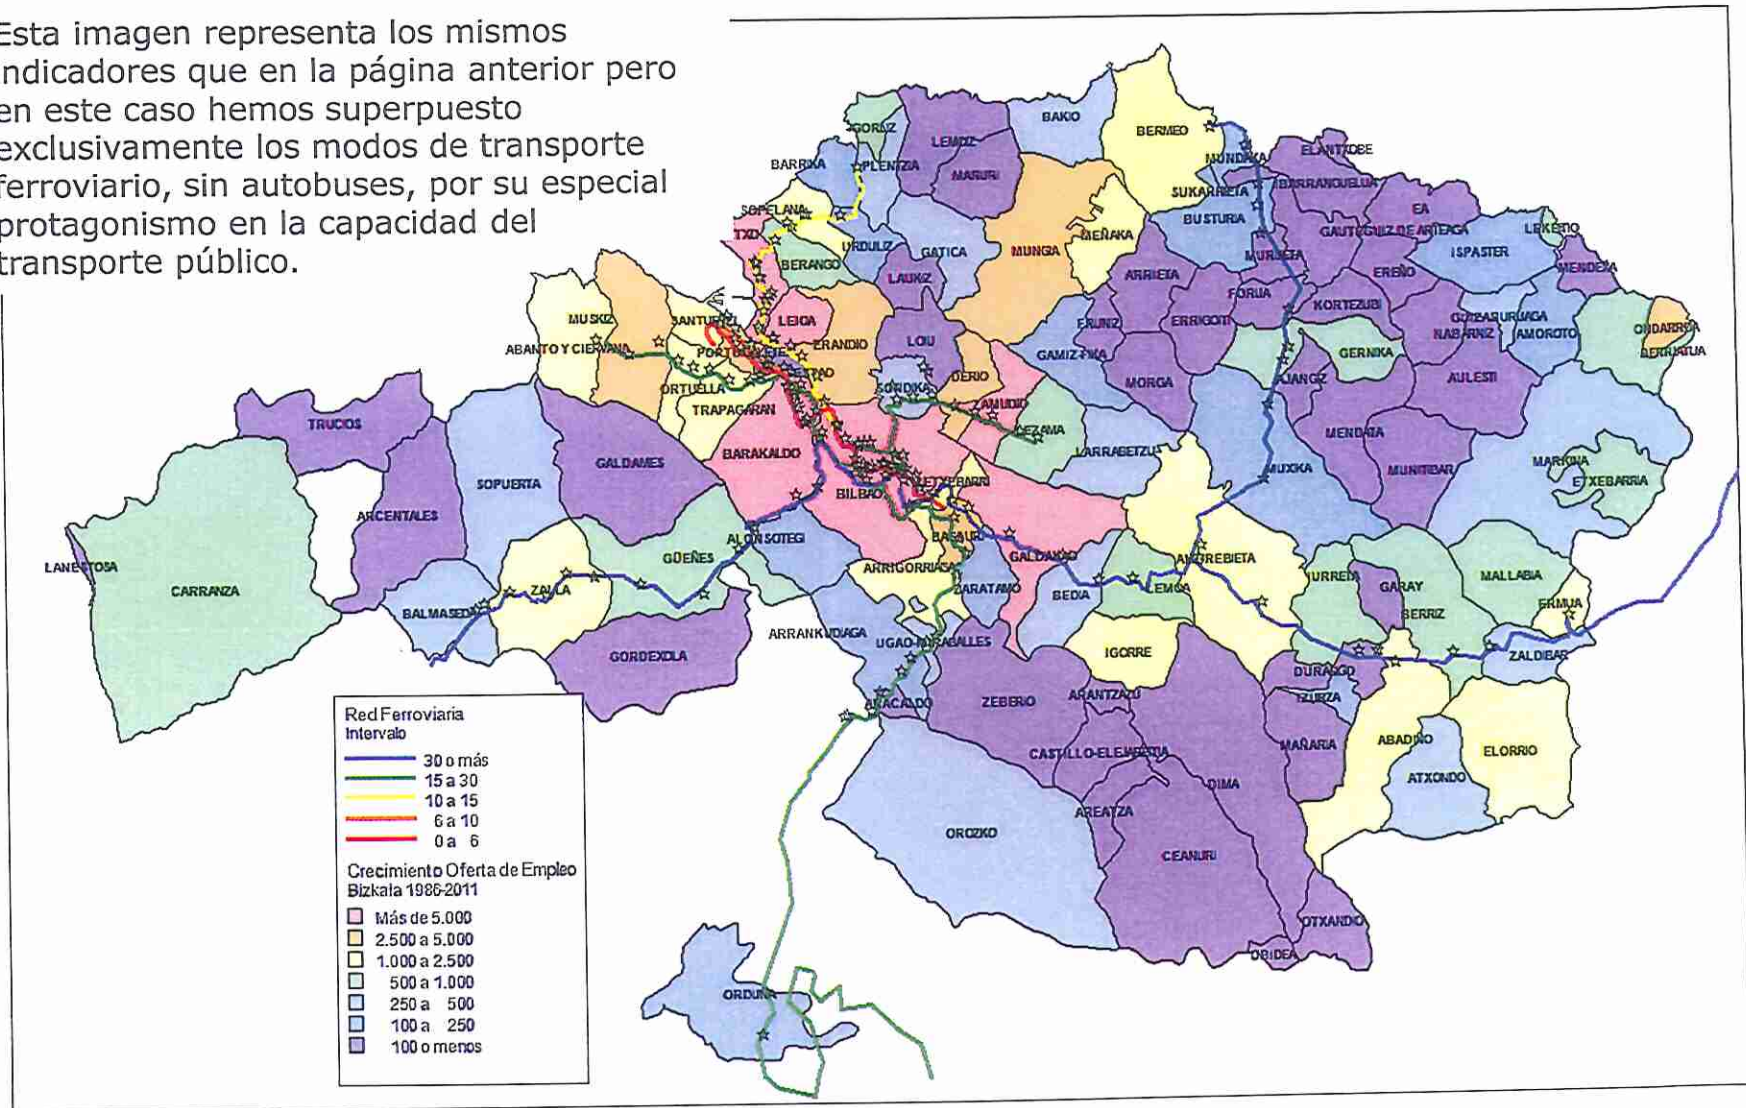 Esta imagen representa los mismos
indicadores que en la página anterior pero
en este caso hemos superpuesto
exclusivamente los modos de transporte
ferroviario, sin autobuses, por su especial
protagonismo en la capacidad del
transporte público.
GORLIZ
LEMOIZ
BAKIO
BERMEO
BARRIKA
PLENTZIA
MARURI
MUNDAKA
ELANTXOBE
SUKARRIETA
IBARRANGUELUA
SOPELANA
BUSTURIA
EA
MEÑAKA
GAUTEGUIZ DE ARTEAGA
LEKEITIO
URDULIZ
GATICA
MUNGIA
MURUETA
ISPASTER
BERANGO
LAUKIZ
ARRIETA
EREÑO
MENDEXA
FORUA
KORTEZUBI
MUSKIZ
SANTURTZI
LEIOA
FRUNIZ
ERRIGOITI
NABARNIZ
AMOROTO
ONDARROA
ABANTO Y CIERVANA
ERANDIO
LOIU
GAMIZ-FIKA
GERNIKA
BERRIATUA
ORTUELLA
SONDIKA
DERIO
MORGA
AJANGIZ
AULESTI
TRAPAGARAN
ZAMUDIO
TRUCIOS
LEZAMA
MENDATA
BARAKALDO
LARRABETZU
GALDAMES
MUXIKA
MUNITIBAR
MARKINA
SOPUERTA
BILBAO
ETXEBARRI
ETXEBARRIA
ARCENTALES
ALONSOTEGI
BASAURI
GÜEÑES
GALDAKAO
AMOREBIETA
LANESTOSA
ARRIGORRIAGA
IURRETA
MALLABIA
CARRANZA
ZALLA
ZARATAMO
BEDIA
LEMOA
GARAY
BALMASEDA
BERRIZ
ERMUA
ARRANKUDIAGA
UGAO-MIRABALLES
GORDEXOLA
IGORRE
ZALDIBAR
DURANGO
ARACALDO
ZEBERIO
ARANTZAZU
IZURZA
CASTILLO-ELEJABEITIA
MAÑARIA
ABADIÑO
ELORRIO
DIMA
ATXONDO
AREATZA
OROZKO
CEANURI
OTXANDIO
UBIDEA
ORDUÑA
Red Ferroviaria
Intervalo
30 o más
15 a 30
10 a 15
6 a 10
0 a 6
Crecimiento Oferta de Empleo
Bizkaia 1986-2011
Más de 5.000
2.500 a 5.000
1.000 a 2.500
500 a 1.000
250 a 500
100 a 250
100 o menos